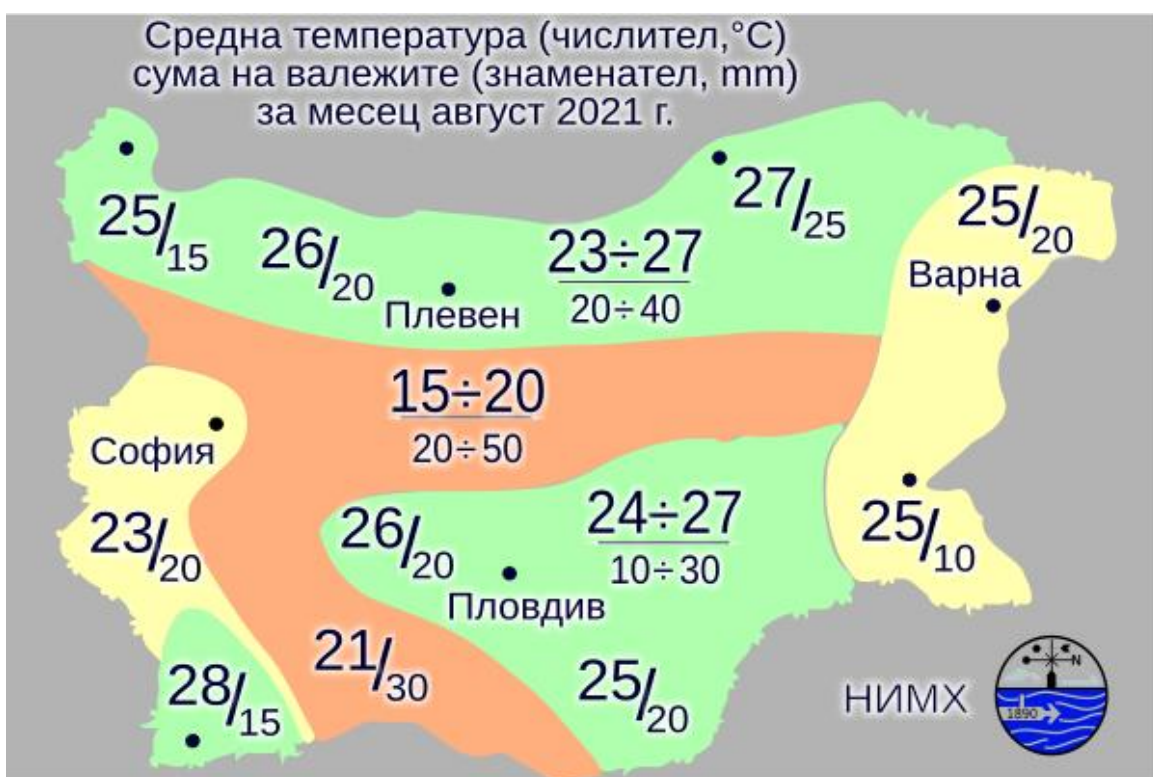 Средна температура (числител,°C)
сума на валежите (знаменател, mm)
за месец август 2021 г.
25/15
26/20
Плевен
23÷27
20÷40
27/25
25/20
Варна
15÷20
20÷50
София
23/20
26/20
Пловдив
24÷27
10÷30
25/10
28/15
21/30
25/20
НИМХ
N
1890